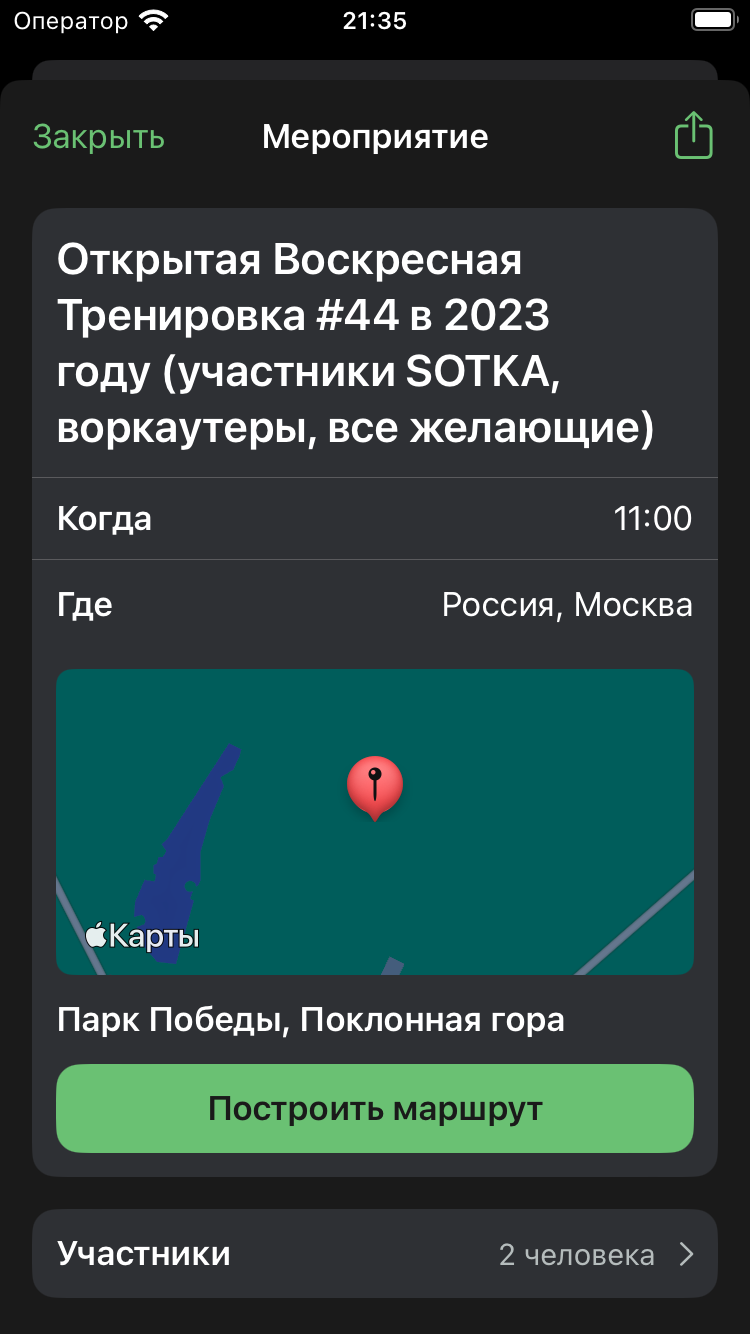 Оператор 21:35
Закрыть Мероприятие
Открытая Воскресная
Тренировка #44 в 2023
году (участники SOTKA,
воркаутеры, все желающие)
Когда 11:00
Где Россия, Москва
Карты
Парк Победы, Поклонная гора
Построить маршрут
Участники 2 человека